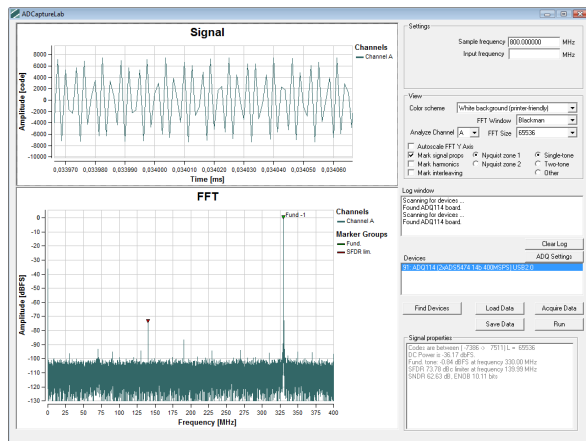 ADCaptureLab
Signal
Channels
Channel A
Amplitude [code]
8000
6000
4000
2000
0
-2000
-4000
-6000
-8000
-10000
0,033970 0,033980 0,033990 0,034000 0,034010 0,034020 0,034030 0,034040 0,034050 0,034060
Time [ms]
FFT
Channels
Channel A
Marker Groups
Fund.
SFDR lim.
Fund -1
Amplitude [dBFS]
0
-10
-20
-30
-40
-50
-60
-70
-80
-90
-100
-110
-120
-130
0 25 50 75 100 125 150 175 200 225 250 275 300 325 350 375 400
Frequency [MHz]
Settings
Sample frequency 800.000000 MHz
Input frequency MHz
View
Color scheme White background (printer-friendly)
FFT Window Blackman
Analyze Channel A FFT Size 65536
Autoscale FFT Y Axis
Mark signal props Nyquist zone 1 Single-tone
Mark harmonics Nyquist zone 2 Two-tone
Mark interleaving Other
Log window
Scanning for devices ...
Found ADQ114 board.
Scanning for devices ...
Found ADQ114 board.
Clear Log
Devices ADQ Settings
91: ADQ114 (2xADS5474 14b 400MSPS) USB2.0
Find Devices Load Data Acquire Data
Save Data Run
Signal properties
Codes are between ( -7386 -> 7511) L = 65536
DC Power is -36.17 dbFS.
Fund. tone: -0.84 dBFS at frequency 330.00 MHz
SFDR 73.78 dBc limiter at frequency 139.99 MHz
SNDR 62.63 dB, ENOB 10.11 bits